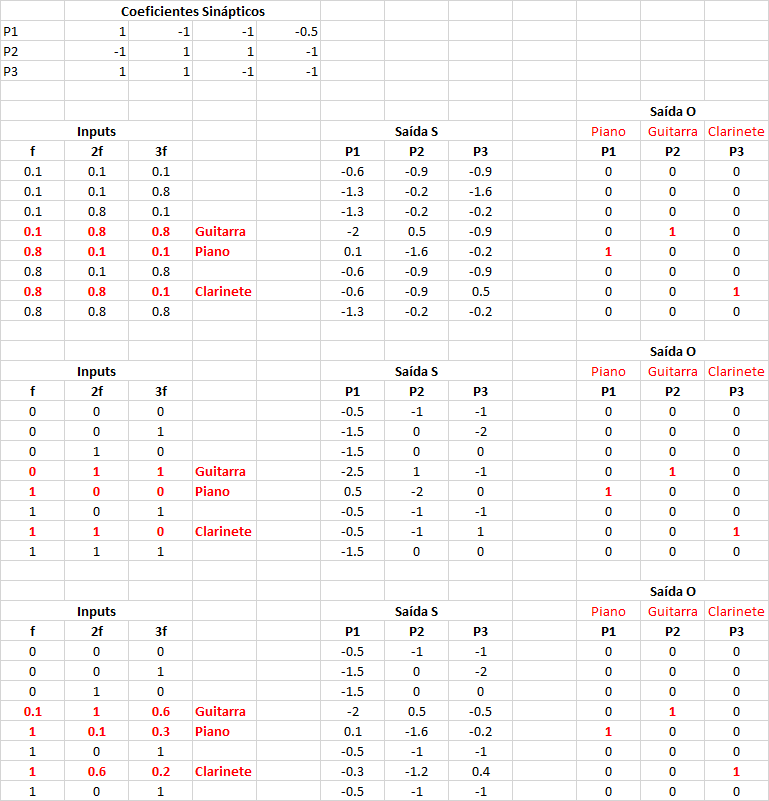 Coeficientes Sinápticos
P1 1 -1 -1 -0.5
P2 -1 1 1 -1
P3 1 1 -1 -1
Saída O
Inputs Saída S Piano Guitarra Clarinete
f 2f 3f P1 P2 P3 P1 P2 P3
0.1 0.1 0.1 -0.6 -0.9 -0.9 0 0 0
0.1 0.1 0.8 -1.3 -0.2 -1.6 0 0 0
0.1 0.8 0.1 -1.3 -0.2 -0.2 0 0 0
0.1 0.8 0.8 Guitarra -2 0.5 -0.9 0 1 0
0.8 0.1 0.1 Piano 0.1 -1.6 -0.2 1 0 0
0.8 0.1 0.8 -0.6 -0.9 -0.9 0 0 0
0.8 0.8 0.1 Clarinete -0.6 -0.9 0.5 0 0 1
0.8 0.8 0.8 -1.3 -0.2 -0.2 0 0 0
Saída O
Inputs Saída S Piano Guitarra Clarinete
f 2f 3f P1 P2 P3 P1 P2 P3
0 0 0 -0.5 -1 -1 0 0 0
0 0 1 -1.5 0 -2 0 0 0
0 1 0 -1.5 0 0 0 0 0
0 1 1 Guitarra -2.5 1 -1 0 1 0
1 0 0 Piano 0.5 -2 0 1 0 0
1 0 1 -0.5 -1 -1 0 0 0
1 1 0 Clarinete -0.5 -1 1 0 0 1
1 1 1 -1.5 0 0 0 0 0
Saída O
Inputs Saída S Piano Guitarra Clarinete
f 2f 3f P1 P2 P3 P1 P2 P3
0 0 0 -0.5 -1 -1 0 0 0
0 0 1 -1.5 0 -2 0 0 0
0 1 0 -1.5 0 0 0 0 0
0.1 1 0.6 Guitarra -2 0.5 -0.5 0 1 0
1 0.1 0.3 Piano 0.1 -1.6 -0.2 1 0 0
1 0 1 -0.5 -1 -1 0 0 0
1 0.6 0.2 Clarinete -0.3 -1.2 0.4 0 0 1
1 0 1 -0.5 -1 -1 0 0 0